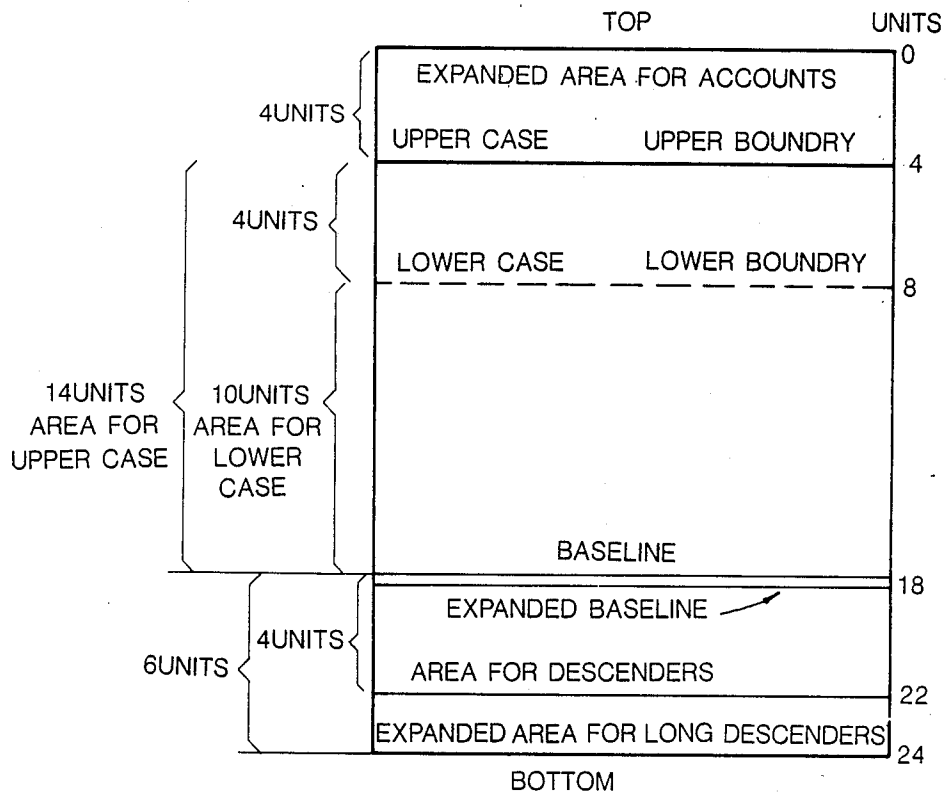 TOP UNITS
0
EXPANDED AREA FOR ACCOUNTS
4UNITS
UPPER CASE UPPER BOUNDRY
4
4UNITS
LOWER CASE LOWER BOUNDRY
8
14UNITS
AREA FOR
UPPER CASE
10UNITS
AREA FOR
LOWER
CASE
BASELINE
18
EXPANDED BASELINE
4UNITS
6UNITS
AREA FOR DESCENDERS
22
EXPANDED AREA FOR LONG DESCENDERS
24
BOTTOM